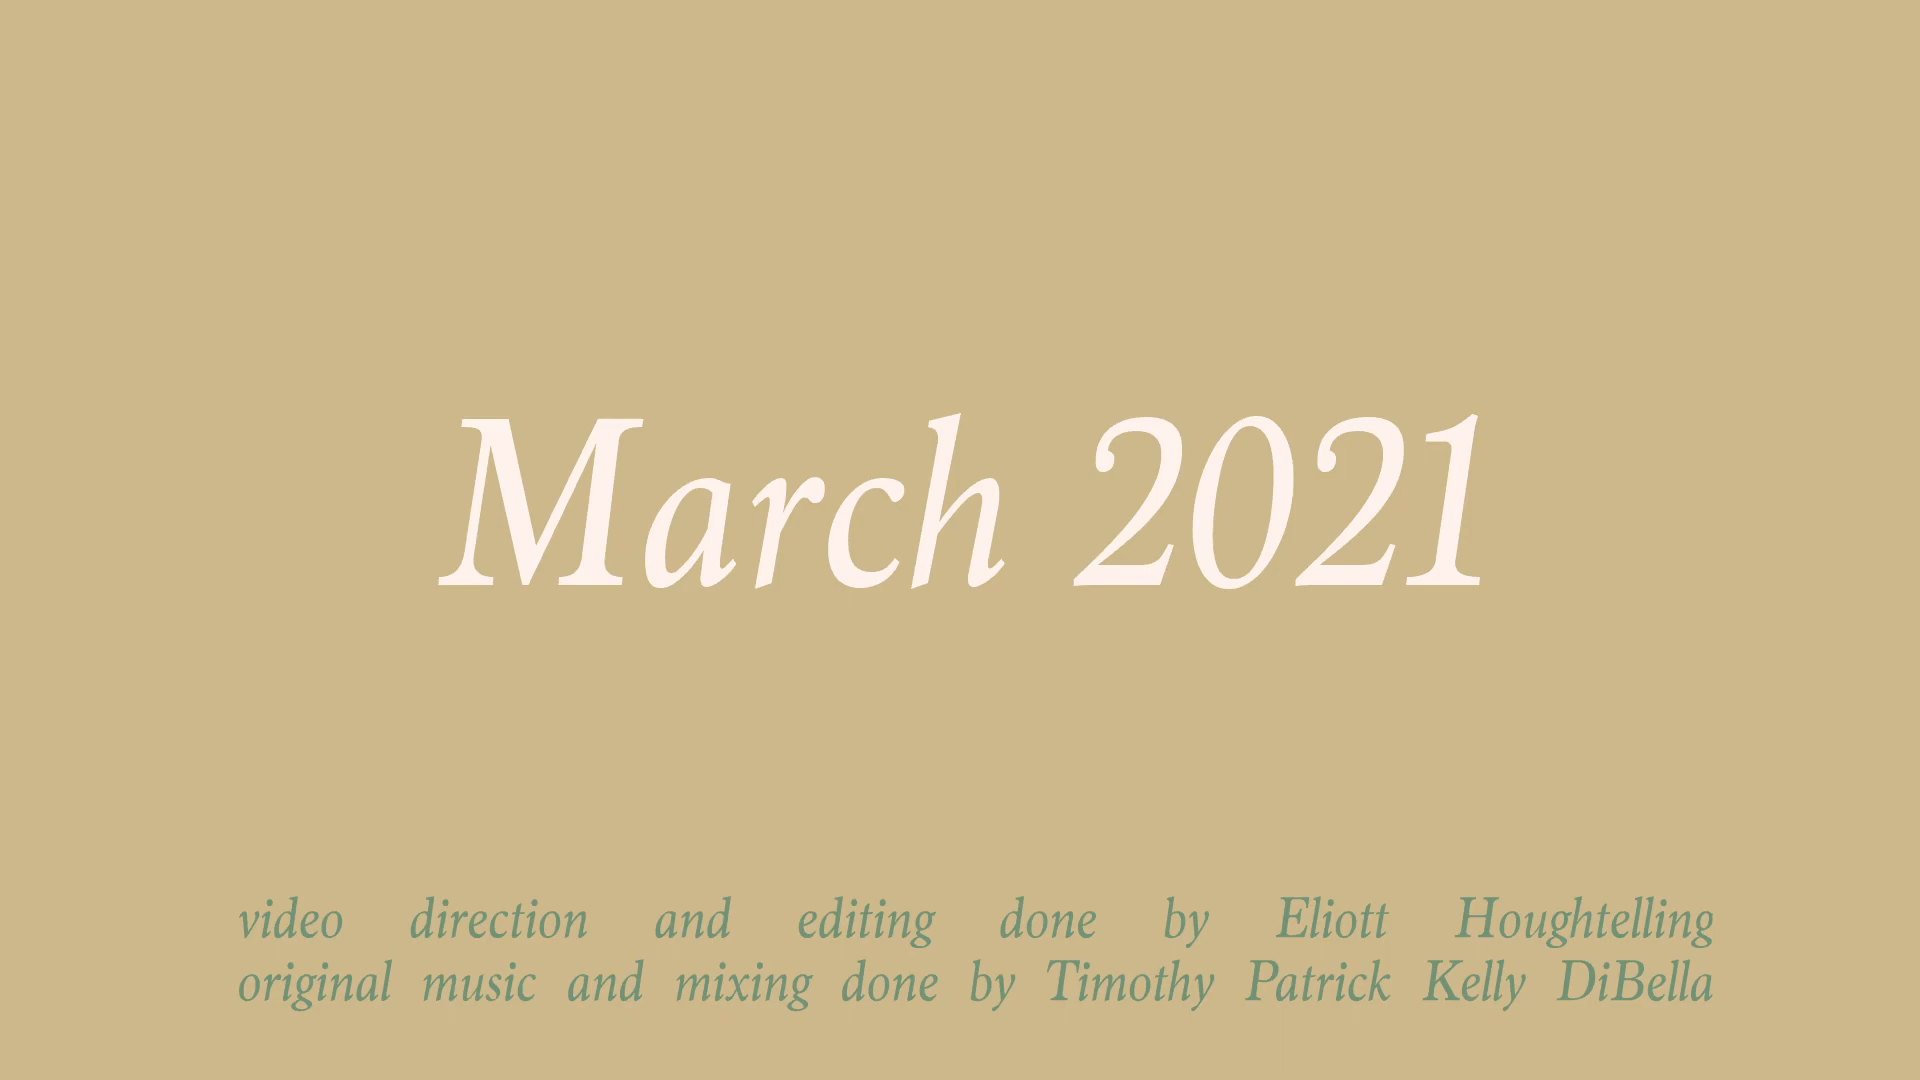 March 2021
video direction and editing done by Eliott Houghtelling
original music and mixing done by Timothy Patrick Kelly DiBella